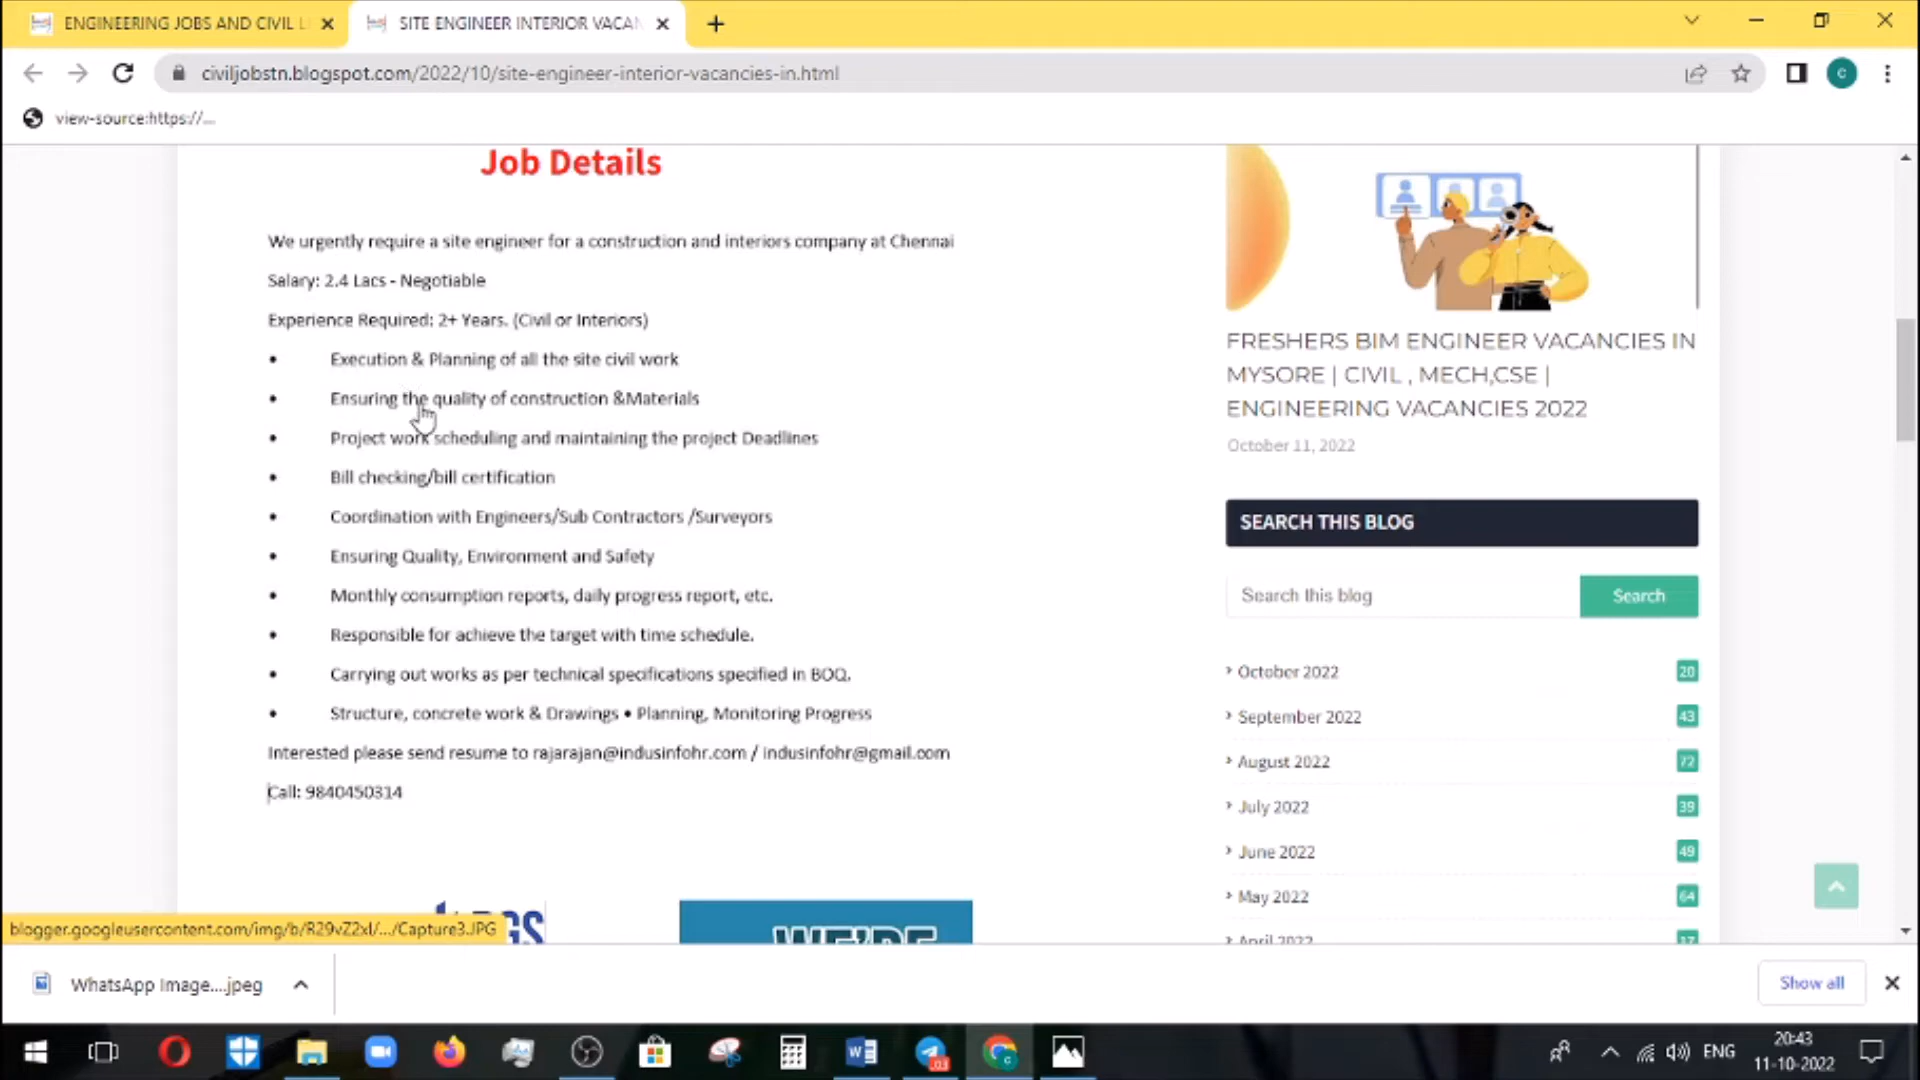 ENGINEERING JOBS AND CIVIL
SITE ENGINEER INTERIOR VACAN
civiljobstn.blogspot.com/2022/10/site-engineer-interior-vacancies-in.html
C
view-source:https://...
Job Details
We urgently require a site engineer for a construction and interiors company at Chennai
Salary: 2.4 Lacs - Negotiable
Experience Required: 2+ Years. (Civil or Interiors)
• Execution & Planning of all the site civil work
• Ensuring the quality of construction &Materials
• Project work scheduling and maintaining the project Deadlines
• Bill checking/bill certification
• Coordination with Engineers/Sub Contractors /Surveyors
• Ensuring Quality, Environment and Safety
• Monthly consumption reports, daily progress report, etc.
• Responsible for achieve the target with time schedule.
• Carrying out works as per technical specifications specified in BOQ.
• Structure, concrete work & Drawings • Planning, Monitoring Progress
Interested please send resume to rajarajan@indusinfohr.com / indusinfohr@gmail.com
Call: 9840450314
WE'RE
FRESHERS BIM ENGINEER VACANCIES IN
MYSORE | CIVIL , MECH,CSE |
ENGINEERING VACANCIES 2022
October 11, 2022
SEARCH THIS BLOG
Search this blog
Search
October 2022 20
September 2022 43
August 2022 72
July 2022 39
June 2022 49
May 2022 64
April 2022 17
blogger.googleusercontent.com/img/b/R29vZ2xl/.../Capture3.JPG
WhatsApp Image....jpeg
Show all
ENG
20:43
11-10-2022